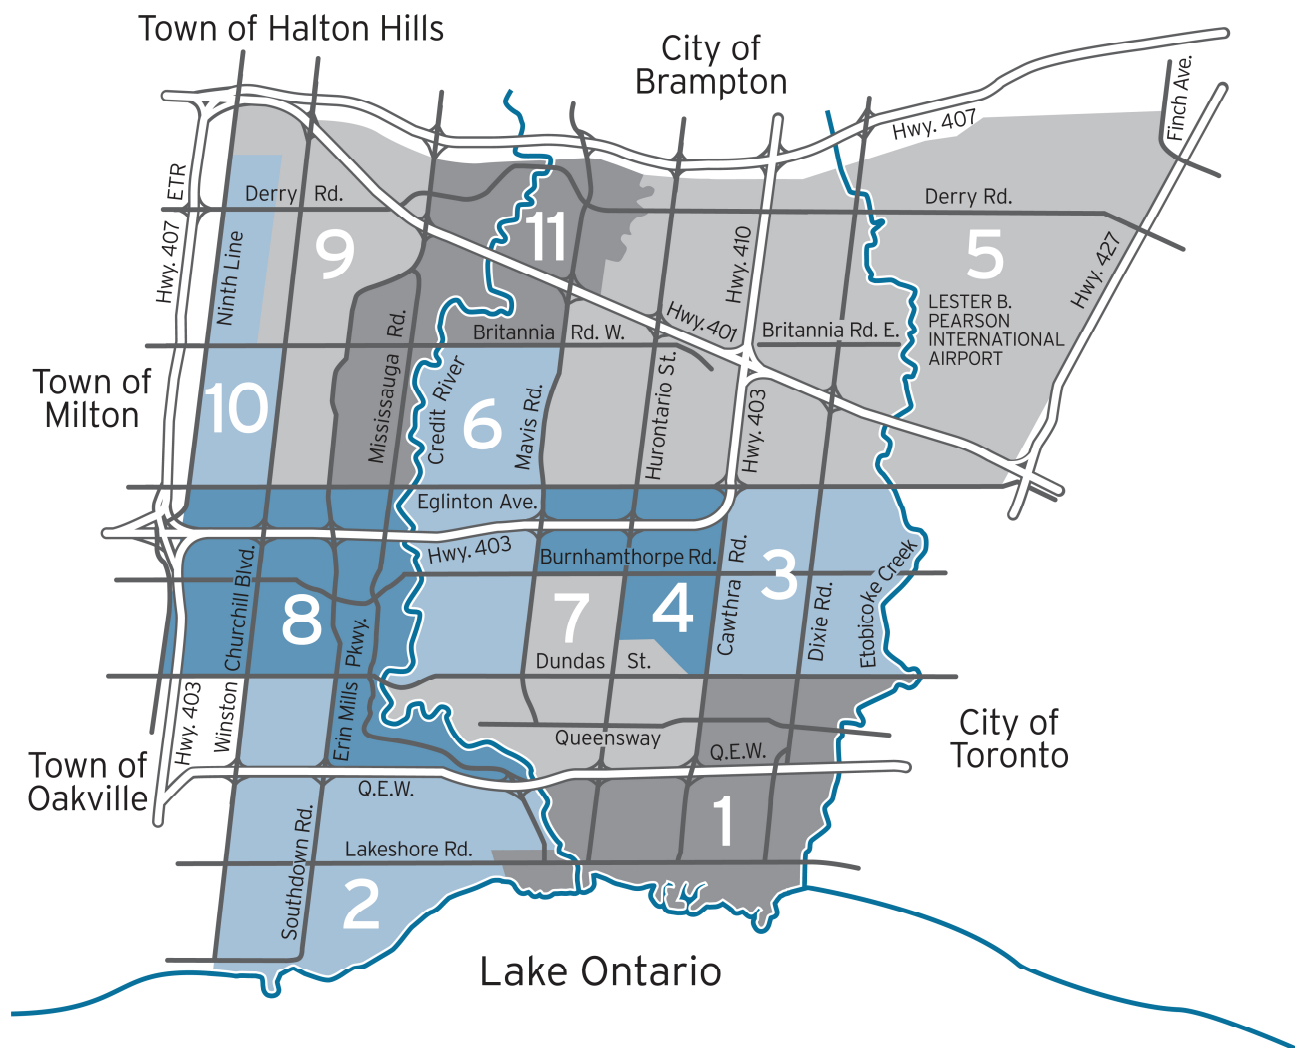 Town of Halton Hills
City of
Brampton
Finch Ave.
Hwy. 407
ETR
Derry Rd.
Derry Rd.
11
9
5
Hwy. 407
Ninth Line
Hwy. 410
Hwy. 427
LESTER B.
PEARSON
INTERNATIONAL
AIRPORT
Hwy. 401
Britannia Rd. W.
Britannia Rd. E.
Mississauga Rd.
Town of
Milton
10
Credit River
6
Mavis Rd.
Hurontario St.
Hwy. 403
Eglinton Ave.
Hwy. 403
Burnhamthorpe Rd.
Winston Churchill Blvd.
8
7
4
3
Cawthra Rd.
Dixie Rd.
Etobicoke Creek
Erin Mills Pkwy.
Dundas St.
Hwy. 403
Queensway
Q.E.W.
City of
Toronto
Town of
Oakville
Q.E.W.
1
Southdown Rd.
Lakeshore Rd.
2
Lake Ontario